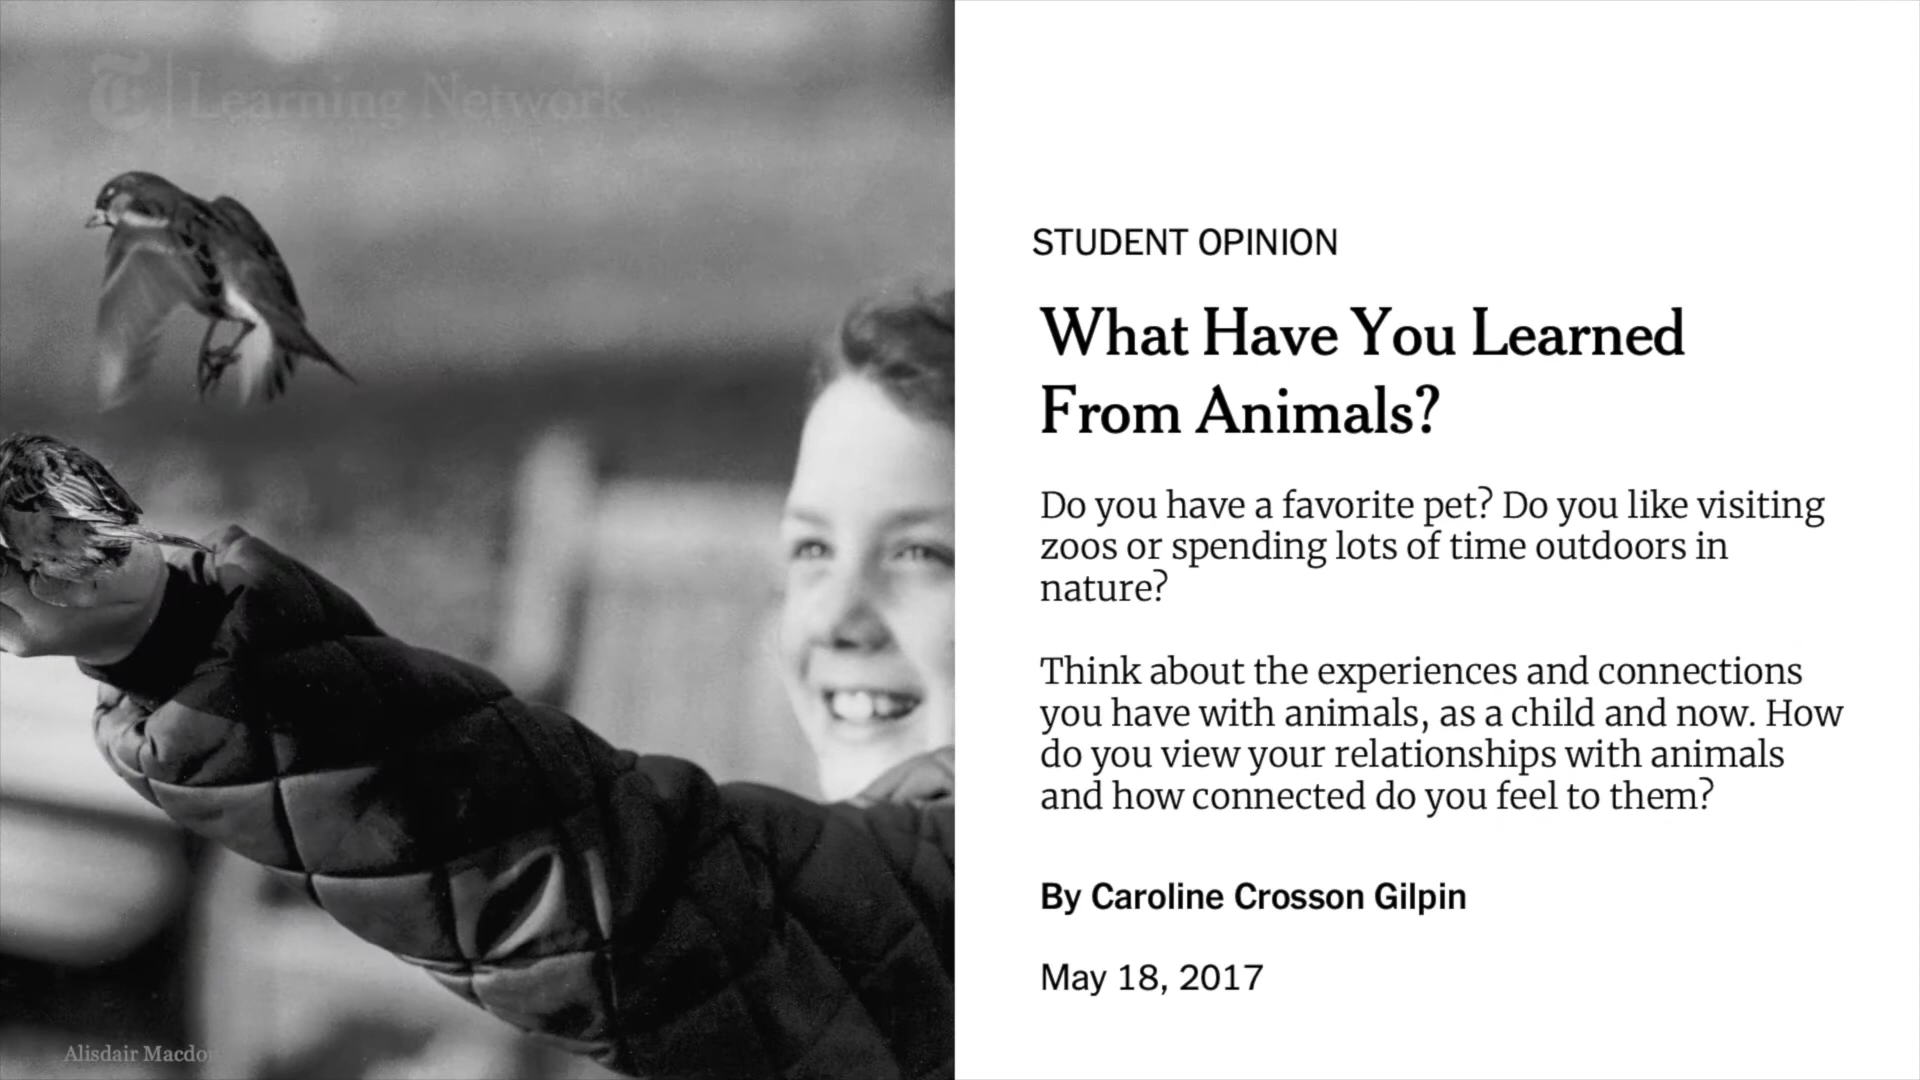 Learning Network
STUDENT OPINION
What Have You Learned
From Animals?
Do you have a favorite pet? Do you like visiting
zoos or spending lots of time outdoors in
nature?
Think about the experiences and connections
you have with animals, as a child and now. How
do you view your relationships with animals
and how connected do you feel to them?
By Caroline Crosson Gilpin
May 18, 2017
Alisdair